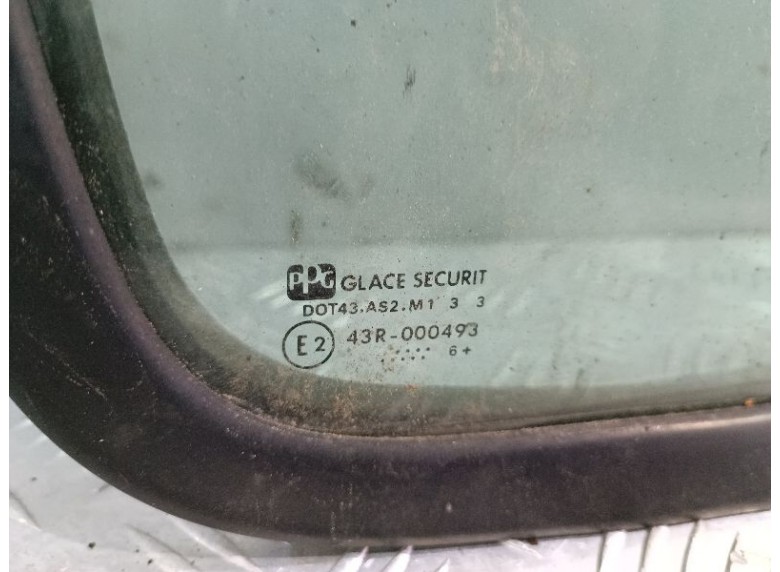 PPG GLACE SECURIT
DOT43.AS2.M1 3 3
E2 43R-000493
...::::: 6+